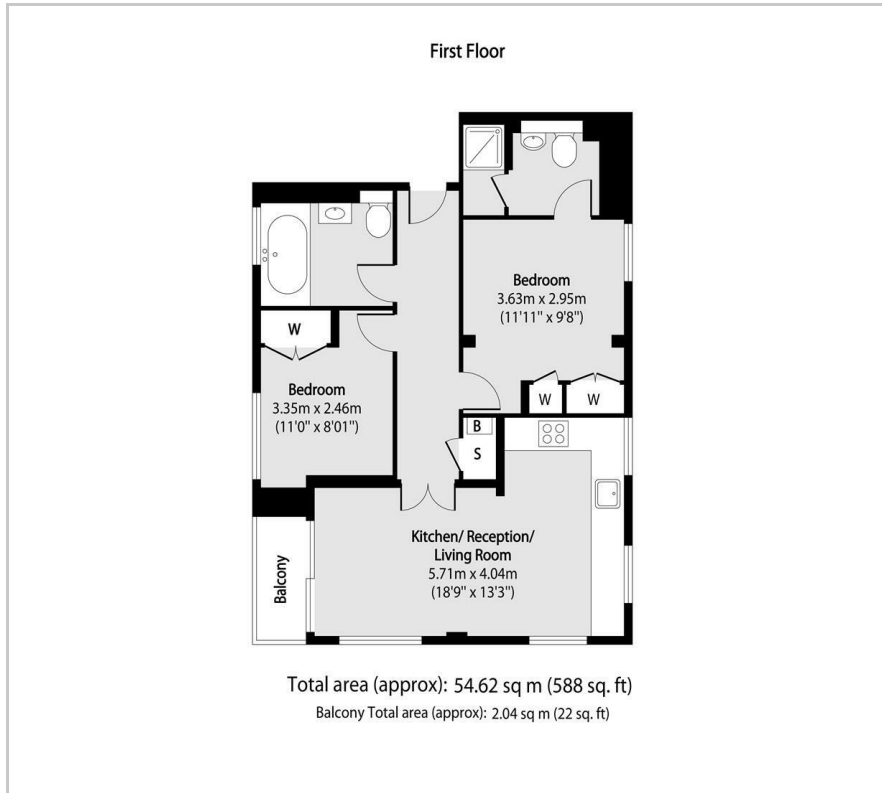 First Floor
Bedroom
3.63m x 2.95m
(11'11" x 9'8")
W
Bedroom
3.35m x 2.46m
(11'0" x 8'01")
W
W
B
S
Kitchen/ Reception/
Living Room
5.71m x 4.04m
(18'9" x 13'3")
Balcony
Total area (approx): 54.62 sq m (588 sq. ft)
Balcony Total area (approx): 2.04 sq m (22 sq. ft)